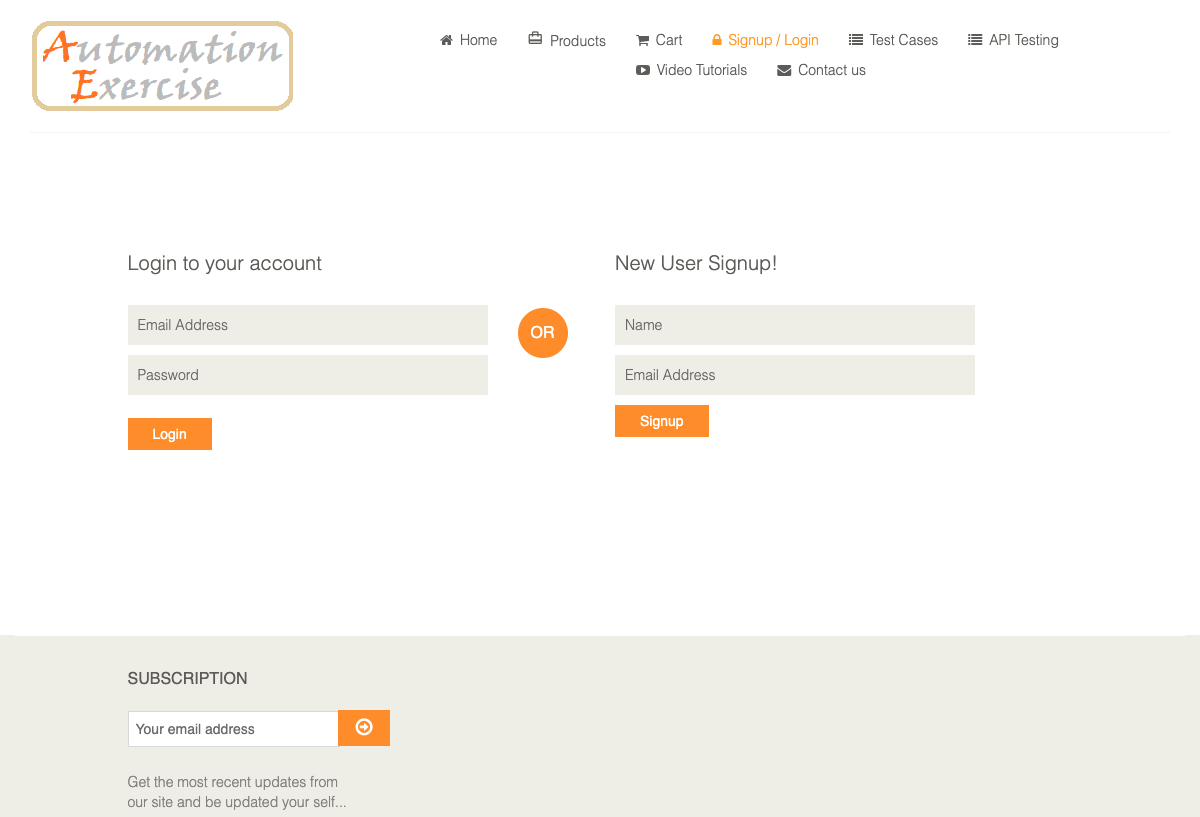 Automation
Exercise
Home Products Cart Signup / Login Test Cases API Testing
Video Tutorials Contact us
Login to your account
Email Address
Password
Login
OR
New User Signup!
Name
Email Address
Signup
SUBSCRIPTION
Your email address
Get the most recent updates from
our site and be updated your self...